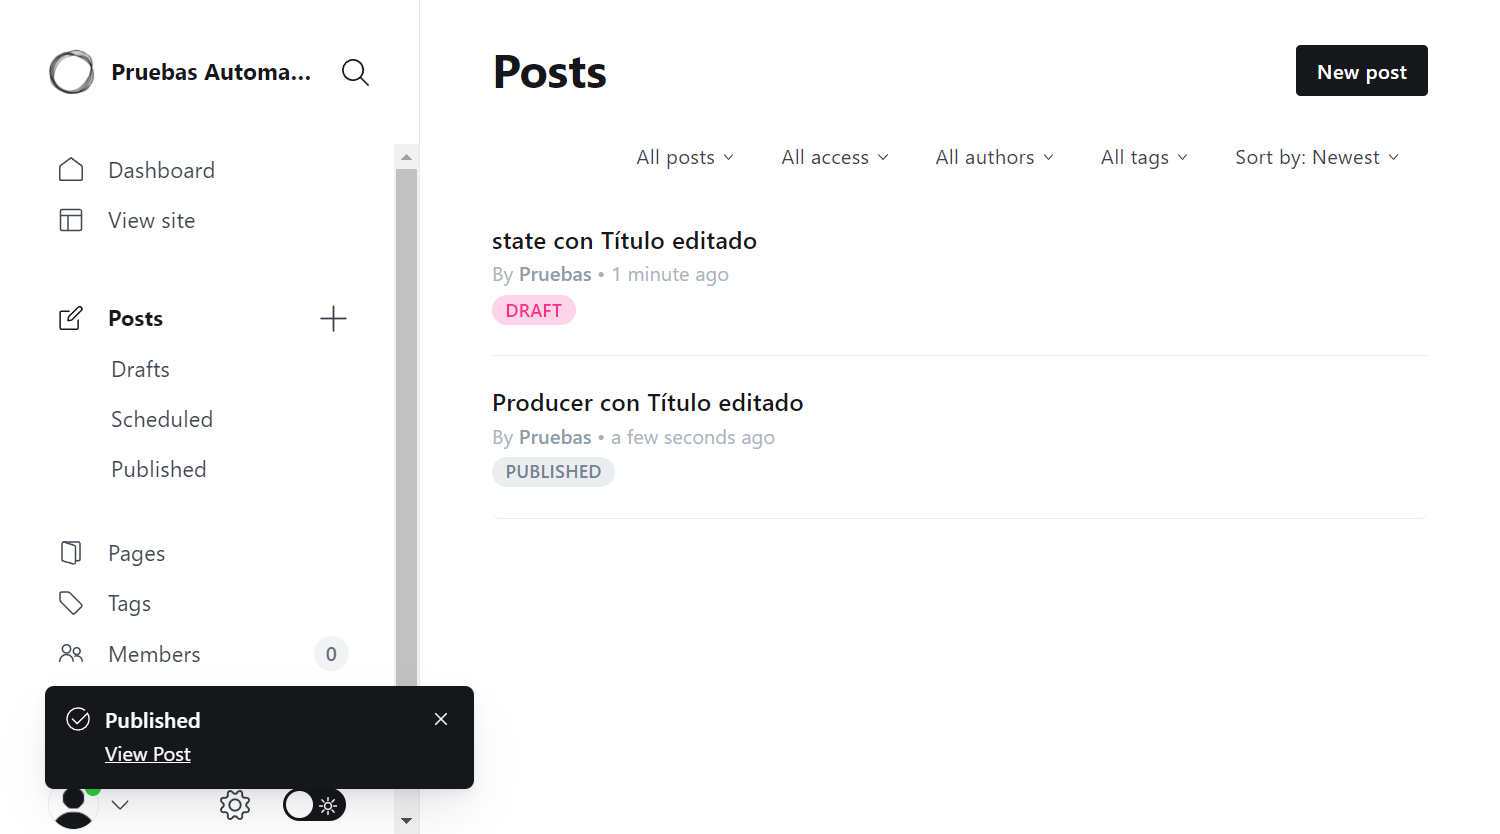 Pruebas Automa...
Dashboard
View site
Posts
Drafts
Scheduled
Published
Pages
Tags
Members 0
Published
View Post
Posts
New post
All posts All access All authors All tags Sort by: Newest
state con Título editado
By Pruebas • 1 minute ago
DRAFT
Producer con Título editado
By Pruebas • a few seconds ago
PUBLISHED